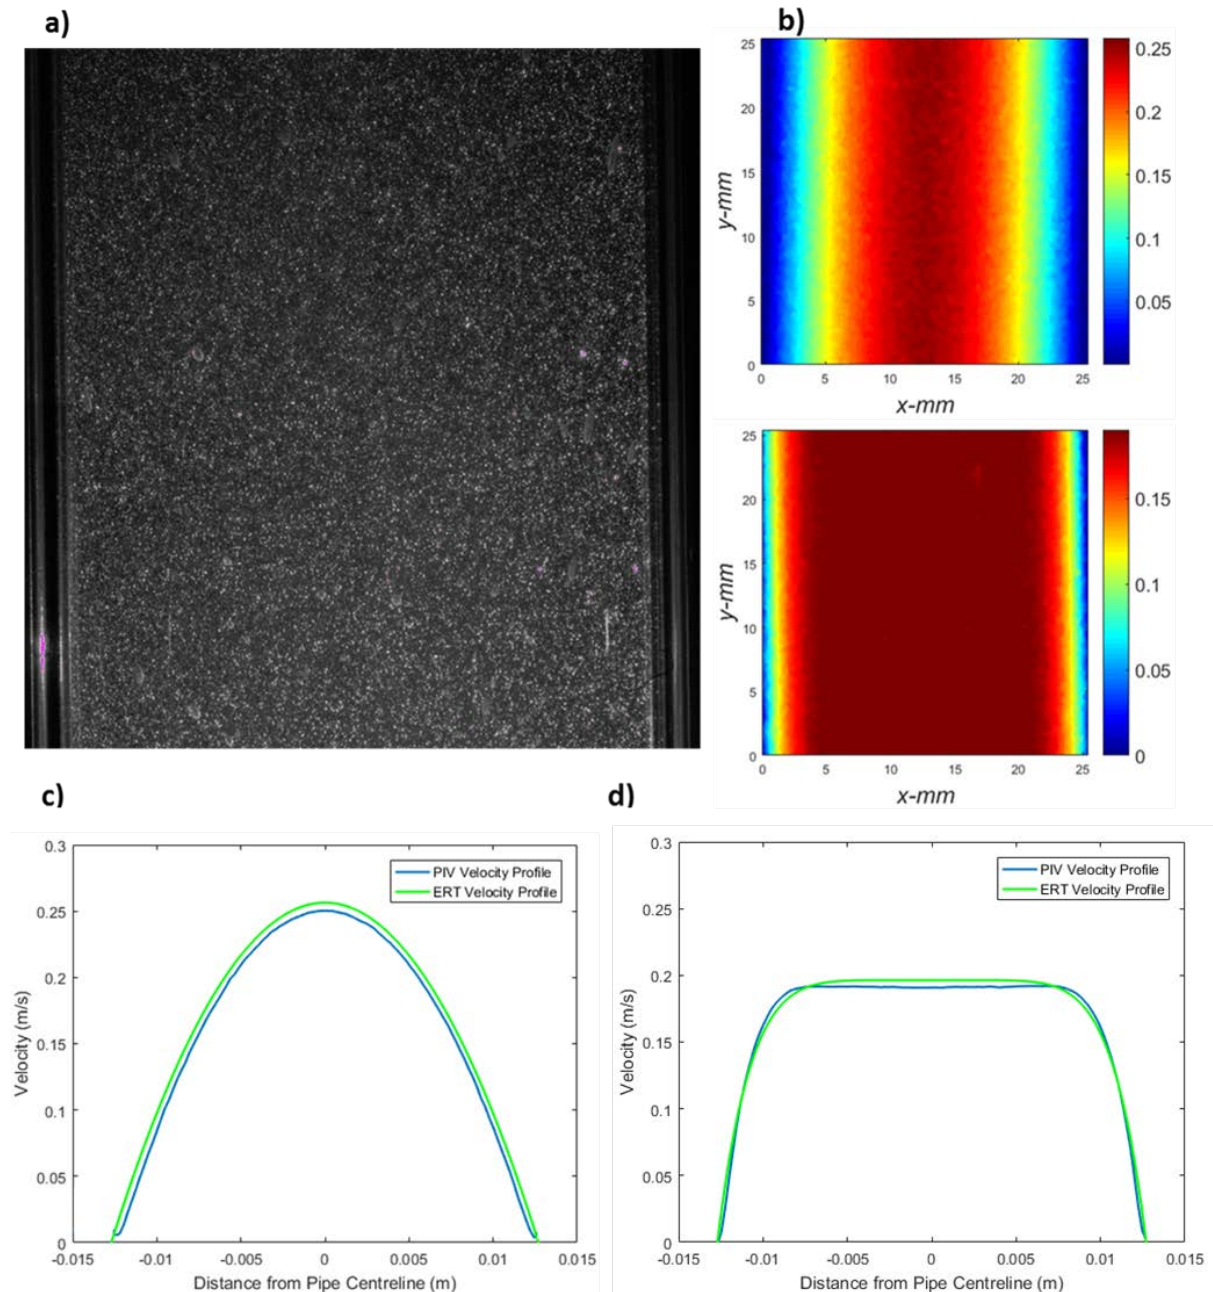 a)
b)
25
20
15
10
5
0
y-mm
0 5 10 15 20 25
x-mm
0.25
0.2
0.15
0.1
0.05
25
20
15
10
5
0
y-mm
0 5 10 15 20 25
x-mm
0.15
0.1
0.05
0
c)
0.3
0.25
0.2
0.15
0.1
0.05
0
Velocity (m/s)
PIV Velocity Profile
ERT Velocity Profile
-0.015 -0.01 -0.005 0 0.005 0.01 0.015
Distance from Pipe Centreline (m)
d)
0.3
0.25
0.2
0.15
0.1
0.05
0
Velocity (m/s)
PIV Velocity Profile
ERT Velocity Profile
-0.015 -0.01 -0.005 0 0.005 0.01 0.015
Distance from Pipe Centreline (m)